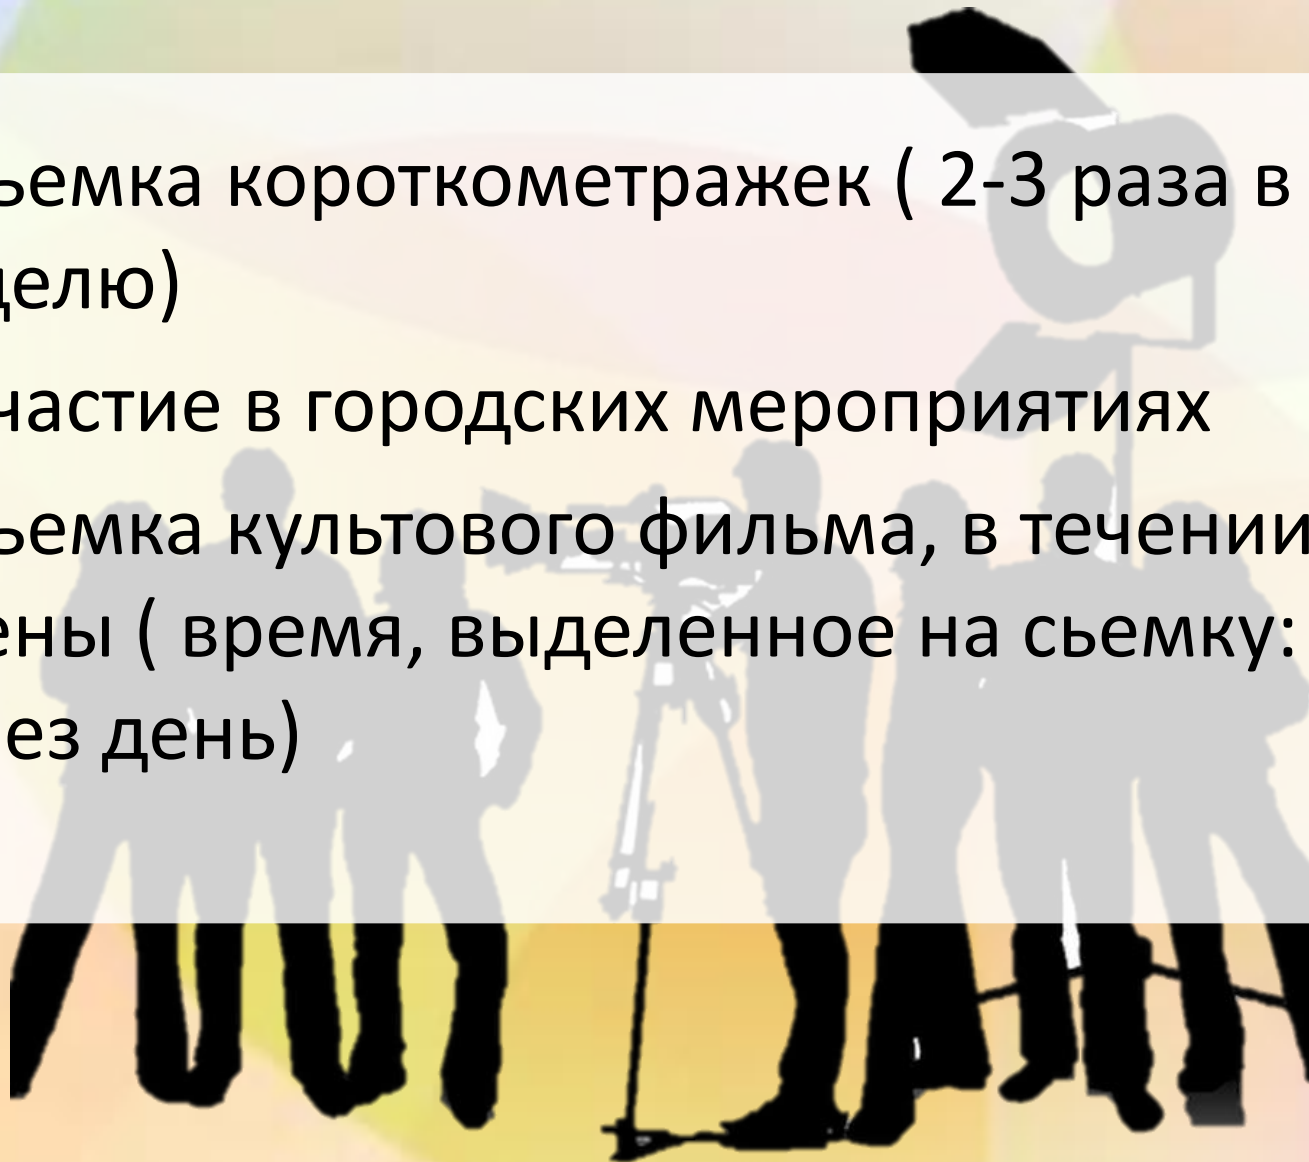 ьемка короткометражек ( 2-3 раза в
делю)
частие в городских мероприятиях
ьемка культового фильма, в течении
ены ( время, выделенное на сьемку:
ез день)